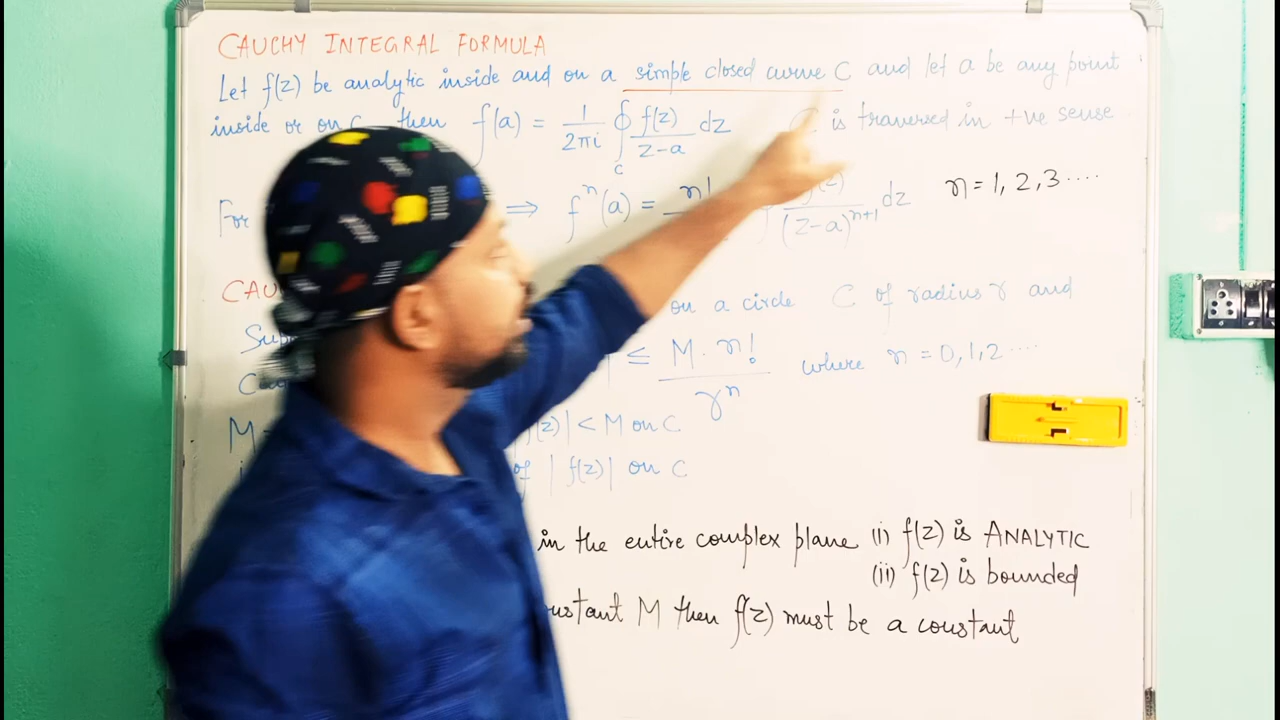 CAUCHY INTEGRAL FORMULA
Let f(z) be analytic inside and on a simple closed curve C and let a be any point
inside or on C then f(a) = 1/2πi ∮_C f(z)/z-a dz C is traversed in +ve sense
For ⇒ fⁿ(a) = n! f(z)/(z-a)ⁿ⁺¹ dz n = 1, 2, 3 ....
on a circle C of radius r and
≤ M · n!/rⁿ where n = 0, 1, 2 ....
M f(z)| < M on C
of | f(z)| on C
in the entire complex plane (i) f(z) is ANALYTIC
(ii) f(z) is bounded
M then f(z) must be a constant